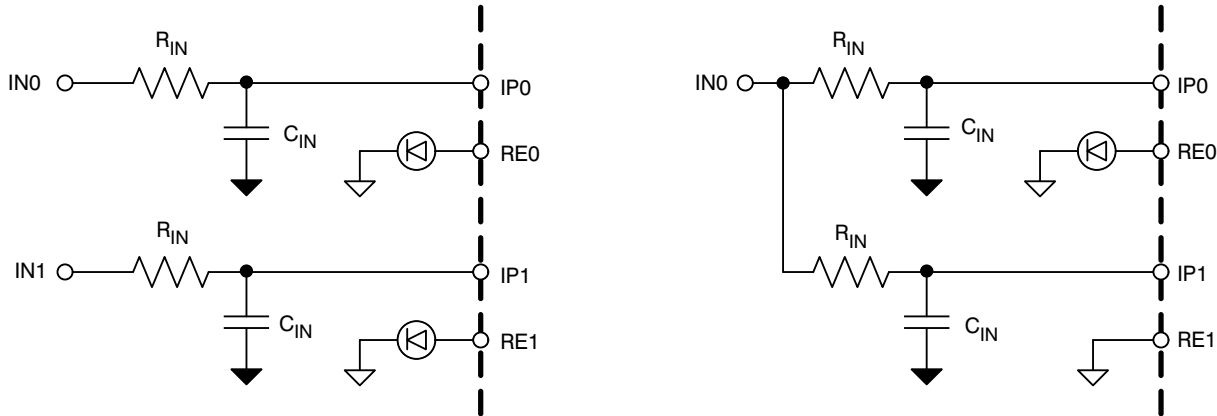 R_IN
IN0
IP0
C_IN
RE0
R_IN
IN1
IP1
C_IN
RE1
R_IN
IN0
IP0
C_IN
RE0
R_IN
IP1
C_IN
RE1